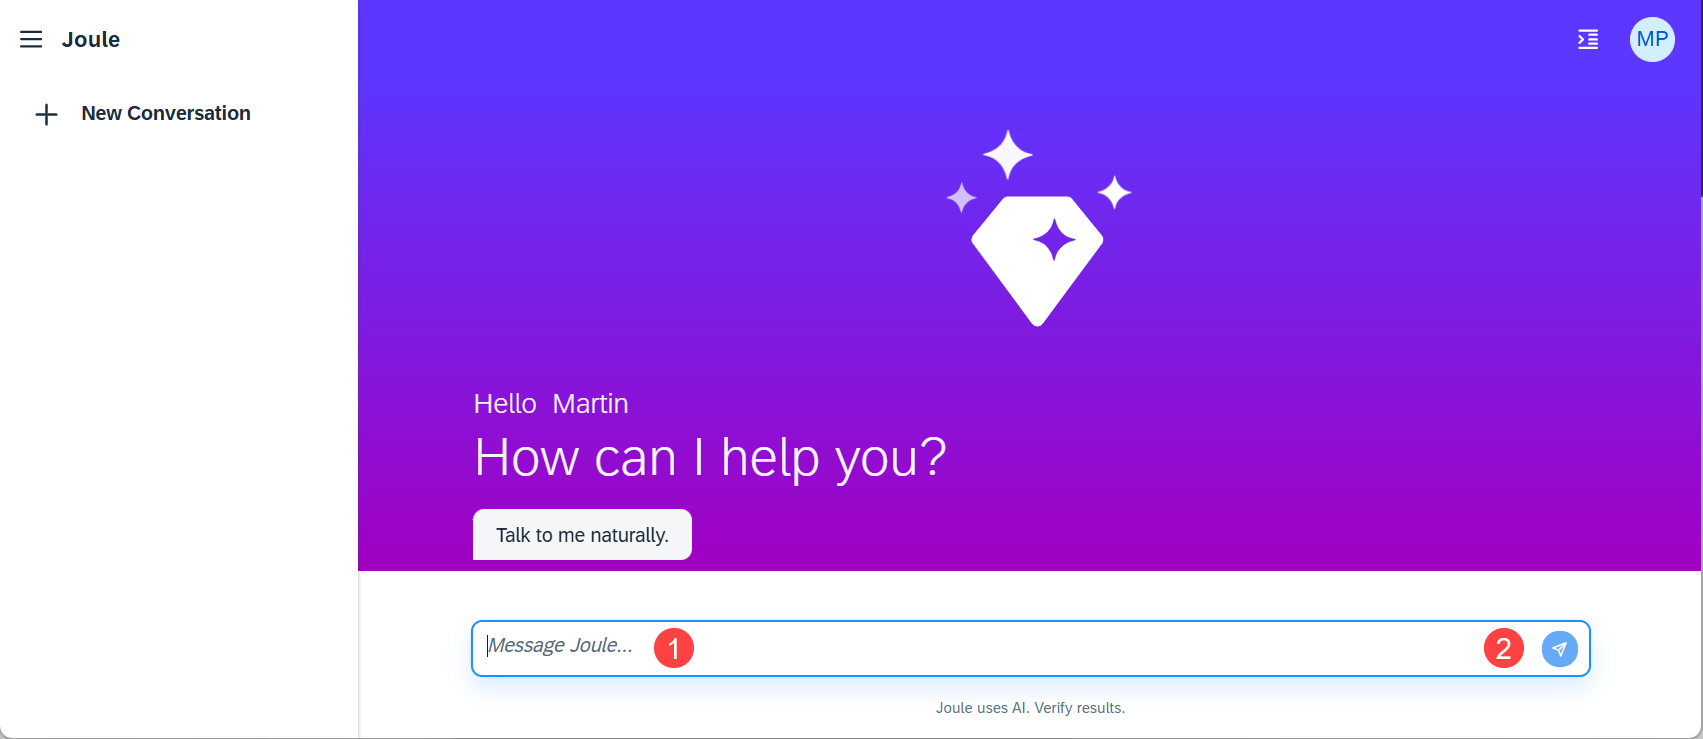 Joule
MP
New Conversation
Hello Martin
How can I help you?
Talk to me naturally.
Message Joule... 1 2
Joule uses AI. Verify results.